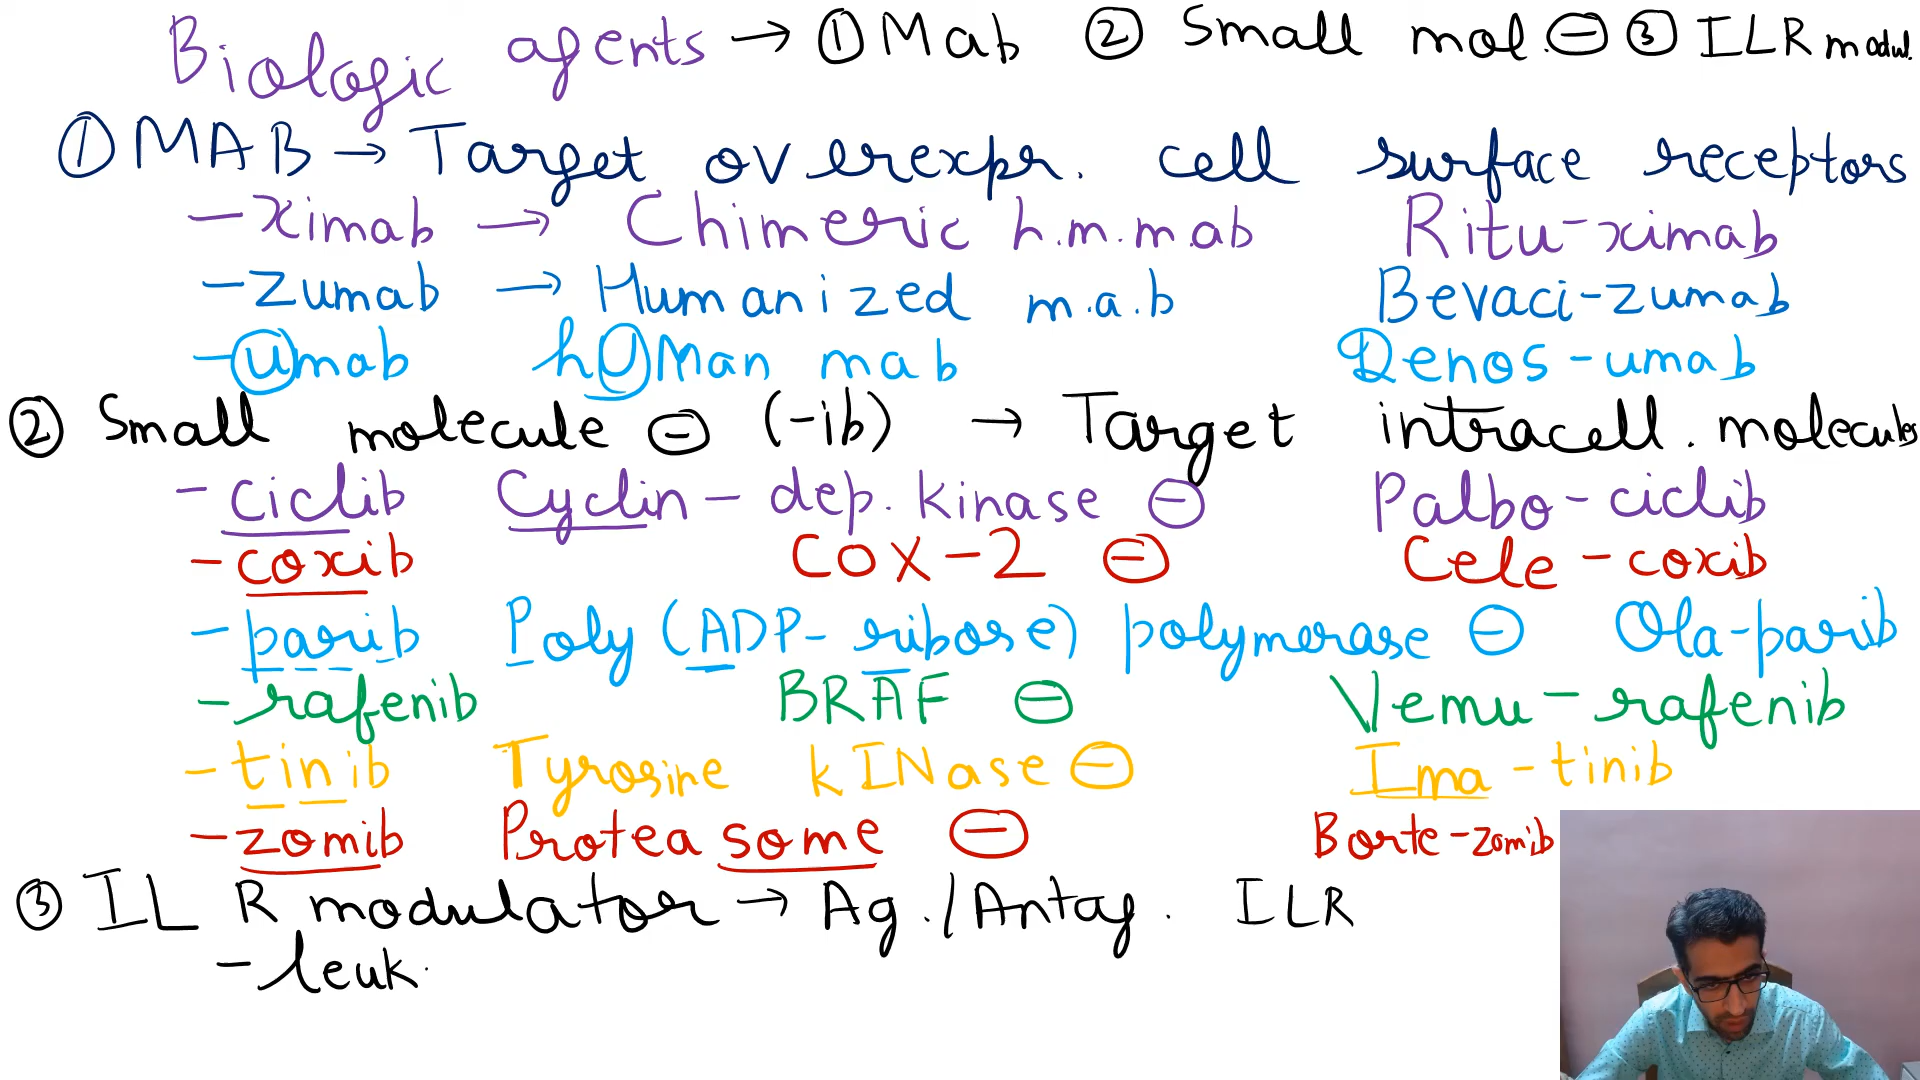 Biologic agents → ① Mab ② Small mol. ⊖ ③ ILR modul.
① MAB → Target overexpr. cell surface receptors
- ximab → Chimeric h.m.m.ab Ritu-ximab
- zumab → Humanized m.a.b Bevaci-zumab
- umab hUMan mab Denos-umab
② Small molecule ⊖ (-ib) → Target intracell. molecules
- ciclib Cyclin-dep. kinase ⊖ Palbo-ciclib
- coxib COX-2 ⊖ Cele-coxib
- parib Poly (ADP-ribose) polymerase ⊖ Ola-parib
- rafenib BRAF ⊖ Vemu-rafenib
- tinib Tyrosine kINase ⊖ Ima-tinib
- zomib Proteasome ⊖ Borte-zomib
③ IL R modulator → Ag./Antag. ILR
- leuk